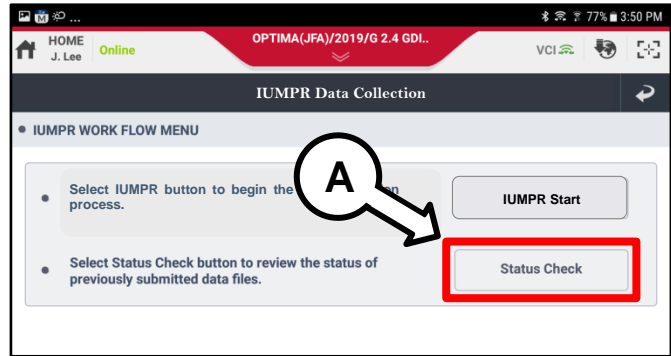 ... 77% 3:50 PM
HOME
J. Lee
Online
OPTIMA(JFA)/2019/G 2.4 GDI..
VCI
IUMPR Data Collection
• IUMPR WORK FLOW MENU
• Select IUMPR button to begin the
process.
IUMPR Start
A
• Select Status Check button to review the status of
previously submitted data files.
Status Check